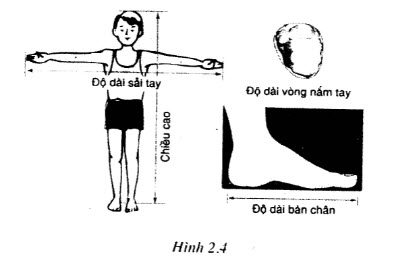 Độ dài sải tay
Chiều cao
Độ dài vòng nắm tay
Độ dài bàn chân
Hình 2.4